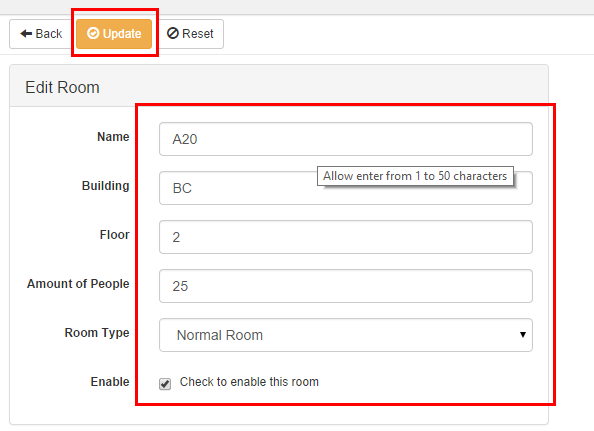 Back Update Reset
Edit Room
Name A20
Allow enter from 1 to 50 characters
Building BC
Floor 2
Amount of People 25
Room Type Normal Room
Enable Check to enable this room